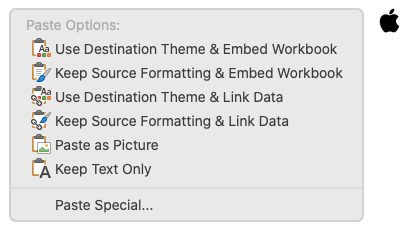 Paste Options:
Use Destination Theme & Embed Workbook
Keep Source Formatting & Embed Workbook
Use Destination Theme & Link Data
Keep Source Formatting & Link Data
Paste as Picture
Keep Text Only
Paste Special...